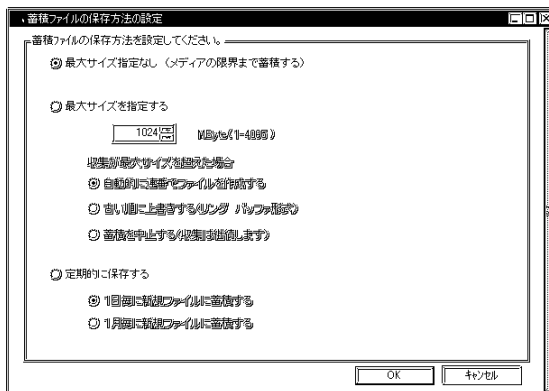 蓄積ファイルの保存方法の設定
蓄積ファイルの保存方法を設定してください。
最大サイズ指定なし (メディアの限界まで蓄積する)
最大サイズを指定する
1024 MByte(1-4095)
収集が最大サイズを超えた場合
自動的に連番でファイルを作成する
古い順に上書きする(リング バッファ形式)
蓄積を中止する(収集は継続します)
定期的に保存する
1日毎に新規ファイルに蓄積する
1月毎に新規ファイルに蓄積する
OK キャンセル